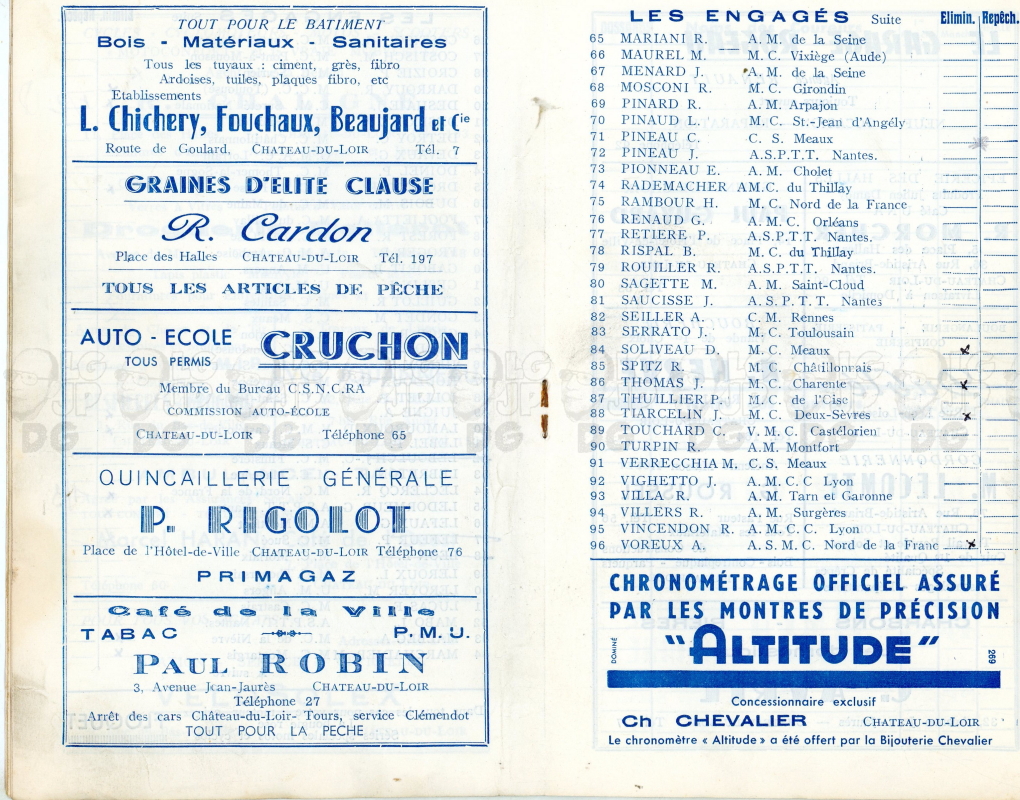 TOUT POUR LE BATIMENT
Bois - Matériaux - Sanitaires
Tous les tuyaux : ciment, grès, fibro
Ardoises, tuiles, plaques fibro, etc
Etablissements
L. Chichery, Fouchaux, Beaujard et Cie
Route de Goulard, CHATEAU-DU-LOIR Tél. 7
GRAINES D'ELITE CLAUSE
R. Cardon
Place des Halles CHATEAU-DU-LOIR Tél. 197
TOUS LES ARTICLES DE PÊCHE
AUTO - ECOLE CRUCHON
TOUS PERMIS
Membre du Bureau C.S.N.C.RA
COMMISSION AUTO-ÉCOLE
CHATEAU-DU-LOIR Téléphone 65
QUINCAILLERIE GÉNÉRALE
P. RIGOLOT
Place de l'Hôtel-de-Ville CHATEAU-DU-LOIR Téléphone 76
PRIMAGAZ
Café de la Ville
TABAC P.M.U.
PAUL ROBIN
3, Avenue Jean-Jaurès CHATEAU-DU-LOIR
Téléphone 27
Arrêt des cars Château-du-Loir- Tours, service Clémendot
TOUT POUR LA PECHE
LES ENGAGÉS Suite Elimin. Repêch.
65 MARIANI R. A. M. de la Seine
66 MAUREL M. M. C. Vixiège (Aude)
67 MENARD J. A. M. de la Seine
68 MOSCONI R. M. C. Girondin
69 PINARD R. A. M. Arpajon
70 PINAUD L. M. C. St.-Jean d'Angély
71 PINEAU C. C. S. Meaux
72 PINEAU J. A.S.P.T.T. Nantes.
73 PIONNEAU E. A. M. Cholet
74 RADEMACHER A M.C. du Thillay
75 RAMBOUR H. M. C. Nord de la France
76 RENAUD G. A. M. C. Orléans
77 RETIERE P. A.S.P.T.T. Nantes.
78 RISPAL B. M. C. du Thillay
79 ROUILLER R. A.S.P.T.T. Nantes.
80 SAGETTE M. A. M. Saint-Cloud
81 SAUCISSE J. A. S. P. T. T. Nantes
82 SEILLER A. C. M. Rennes
83 SERRATO J. M. C. Toulousain
84 SOLIVEAU D. M. C. Meaux x
85 SPITZ R. M. C. Châtillonnais
86 THOMAS J. M. C. Charente x
87 THUILLIER P. M. C. de l'Oise
88 TIARCELIN J. M. C. Deux-Sèvres x
89 TOUCHARD C. V. M. C. Castélorien
90 TURPIN R. A.M. Montfort
91 VERRECCHIA M. C. S. Meaux
92 VIGHETTO J. A. M. C. C Lyon
93 VILLA R. A. M. Tarn et Garonne
94 VILLERS R. A. M. Surgères
95 VINCENDON R. A. M. C. C. Lyon
96 VOREUX A. A. S. M. C. Nord de la Franc x
CHRONOMÉTRAGE OFFICIEL ASSURÉ
PAR LES MONTRES DE PRÉCISION
DOMINÉ "ALTITUDE" 269
Concessionnaire exclusif
Ch CHEVALIER CHATEAU-DU-LOIR
Le chronomètre « Altitude » a été offert par la Bijouterie Chevalier